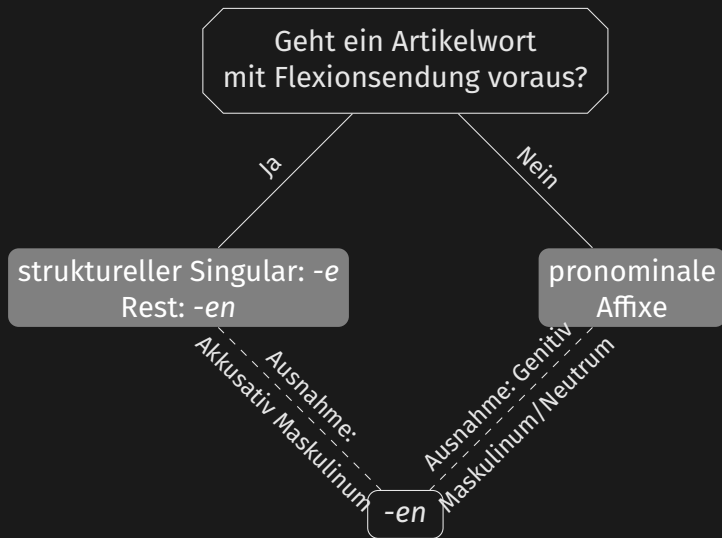 Geht ein Artikelwort
mit Flexionsendung voraus?
Ja
Nein
struktureller Singular: -e
Rest: -en
pronominale
Affixe
Ausnahme:
Akkusativ Maskulinum
Ausnahme: Genitiv
Maskulinum/Neutrum
-en